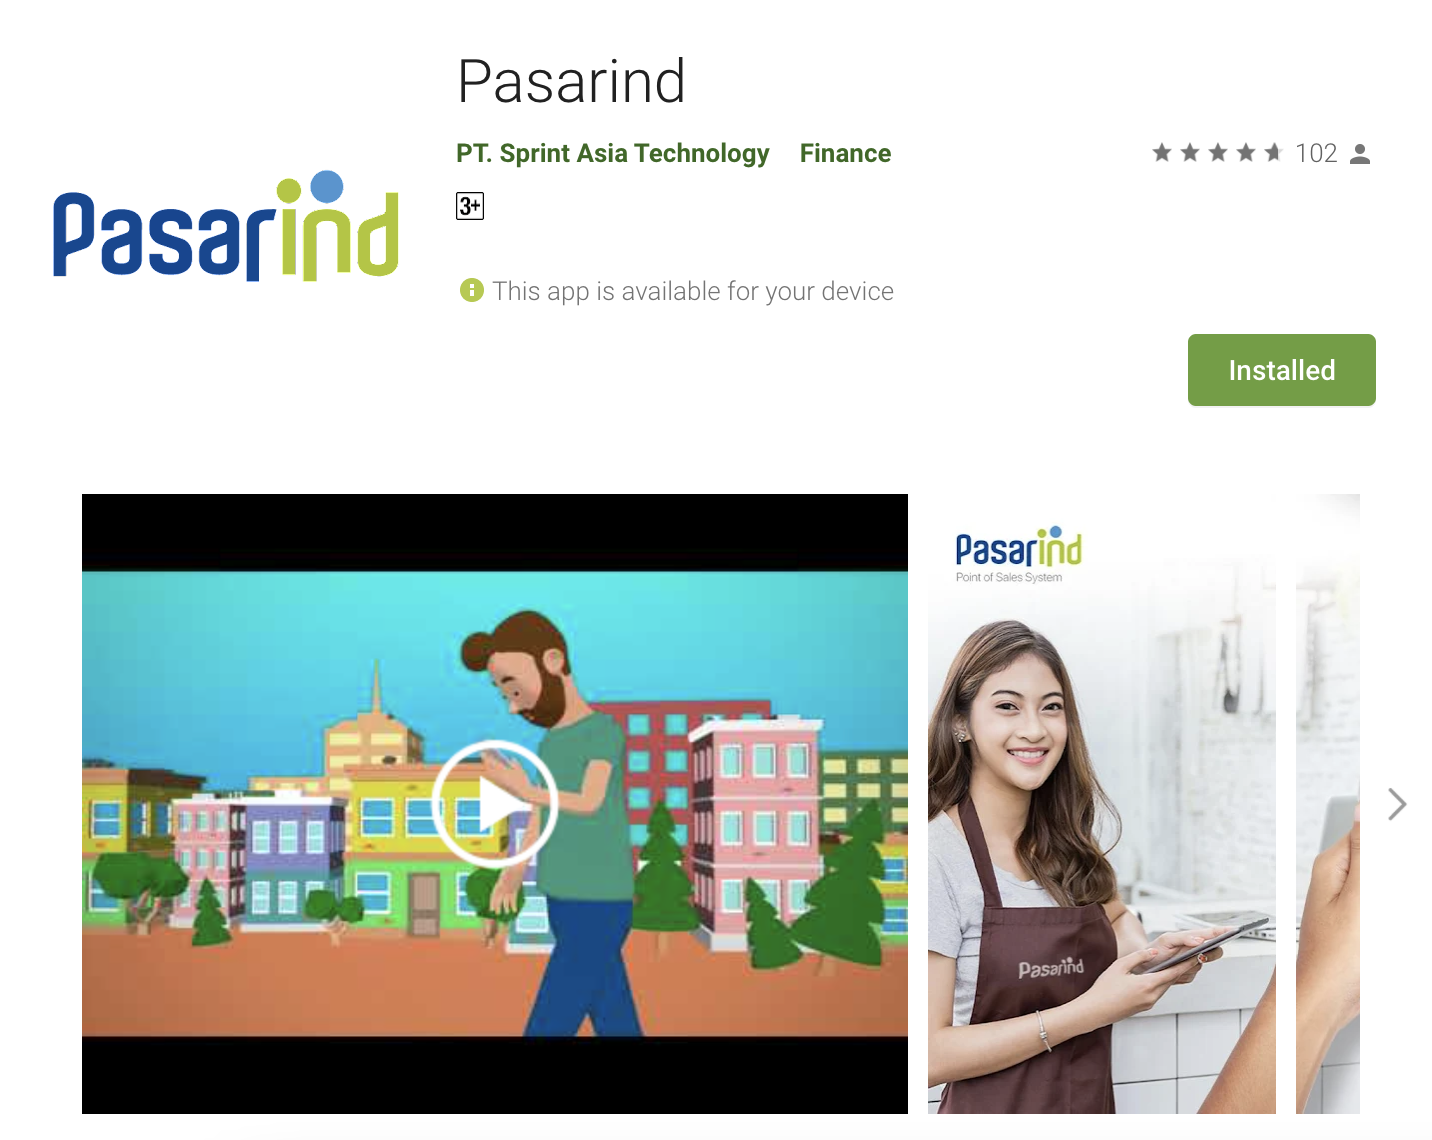 Pasarind
PT. Sprint Asia Technology Finance
102
3+
Pasarind
This app is available for your device
Installed
Pasarind
Point of Sales System
Pasarind